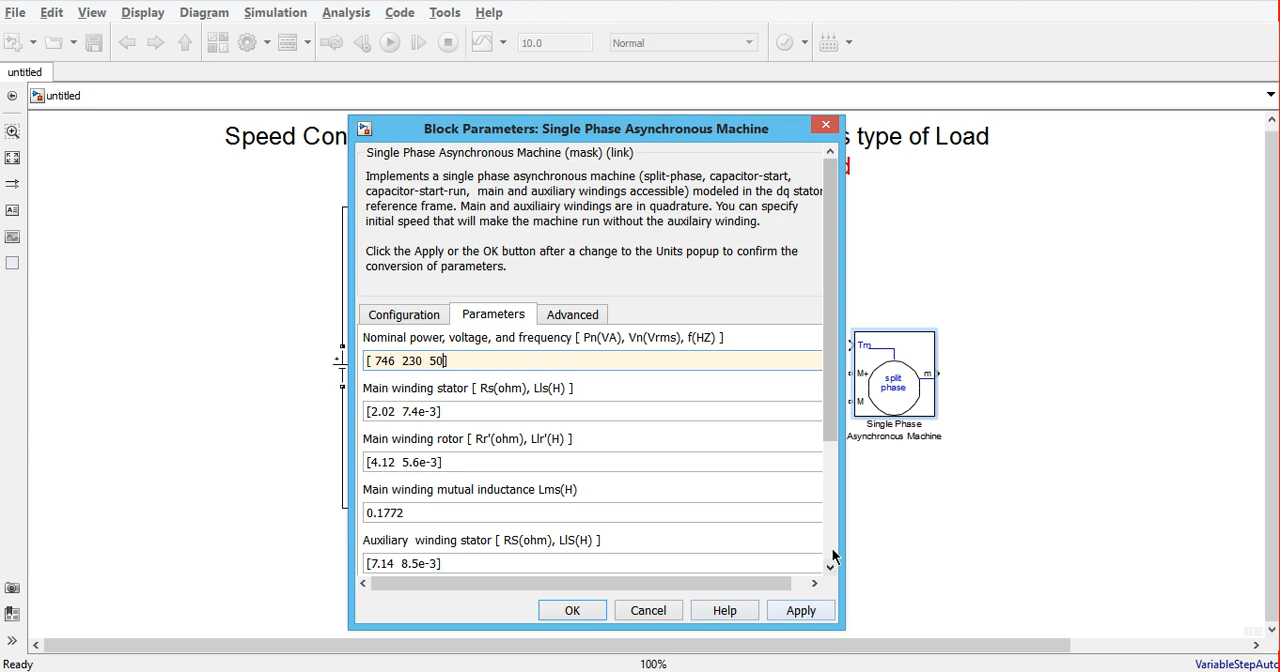 File Edit View Display Diagram Simulation Analysis Code Tools Help
10.0 Normal
untitled
untitled
Speed Con
s type of Load
d
Block Parameters: Single Phase Asynchronous Machine
Single Phase Asynchronous Machine (mask) (link)
Implements a single phase asynchronous machine (split-phase, capacitor-start,
capacitor-start-run, main and auxiliary windings accessible) modeled in the dq stator
reference frame. Main and auxiliairy windings are in quadrature. You can specify
initial speed that will make the machine run without the auxilairy winding.
Click the Apply or the OK button after a change to the Units popup to confirm the
conversion of parameters.
Configuration Parameters Advanced
Nominal power, voltage, and frequency [ Pn(VA), Vn(Vrms), f(HZ) ]
[ 746 230 50]
Main winding stator [ Rs(ohm), Lls(H) ]
[2.02 7.4e-3]
Main winding rotor [ Rr'(ohm), Llr'(H) ]
[4.12 5.6e-3]
Main winding mutual inductance Lms(H)
0.1772
Auxiliary winding stator [ RS(ohm), LlS(H) ]
[7.14 8.5e-3]
OK Cancel Help Apply
Tm
M+
M
m
split
phase
Single Phase
Asynchronous Machine
Ready 100% VariableStepAuto